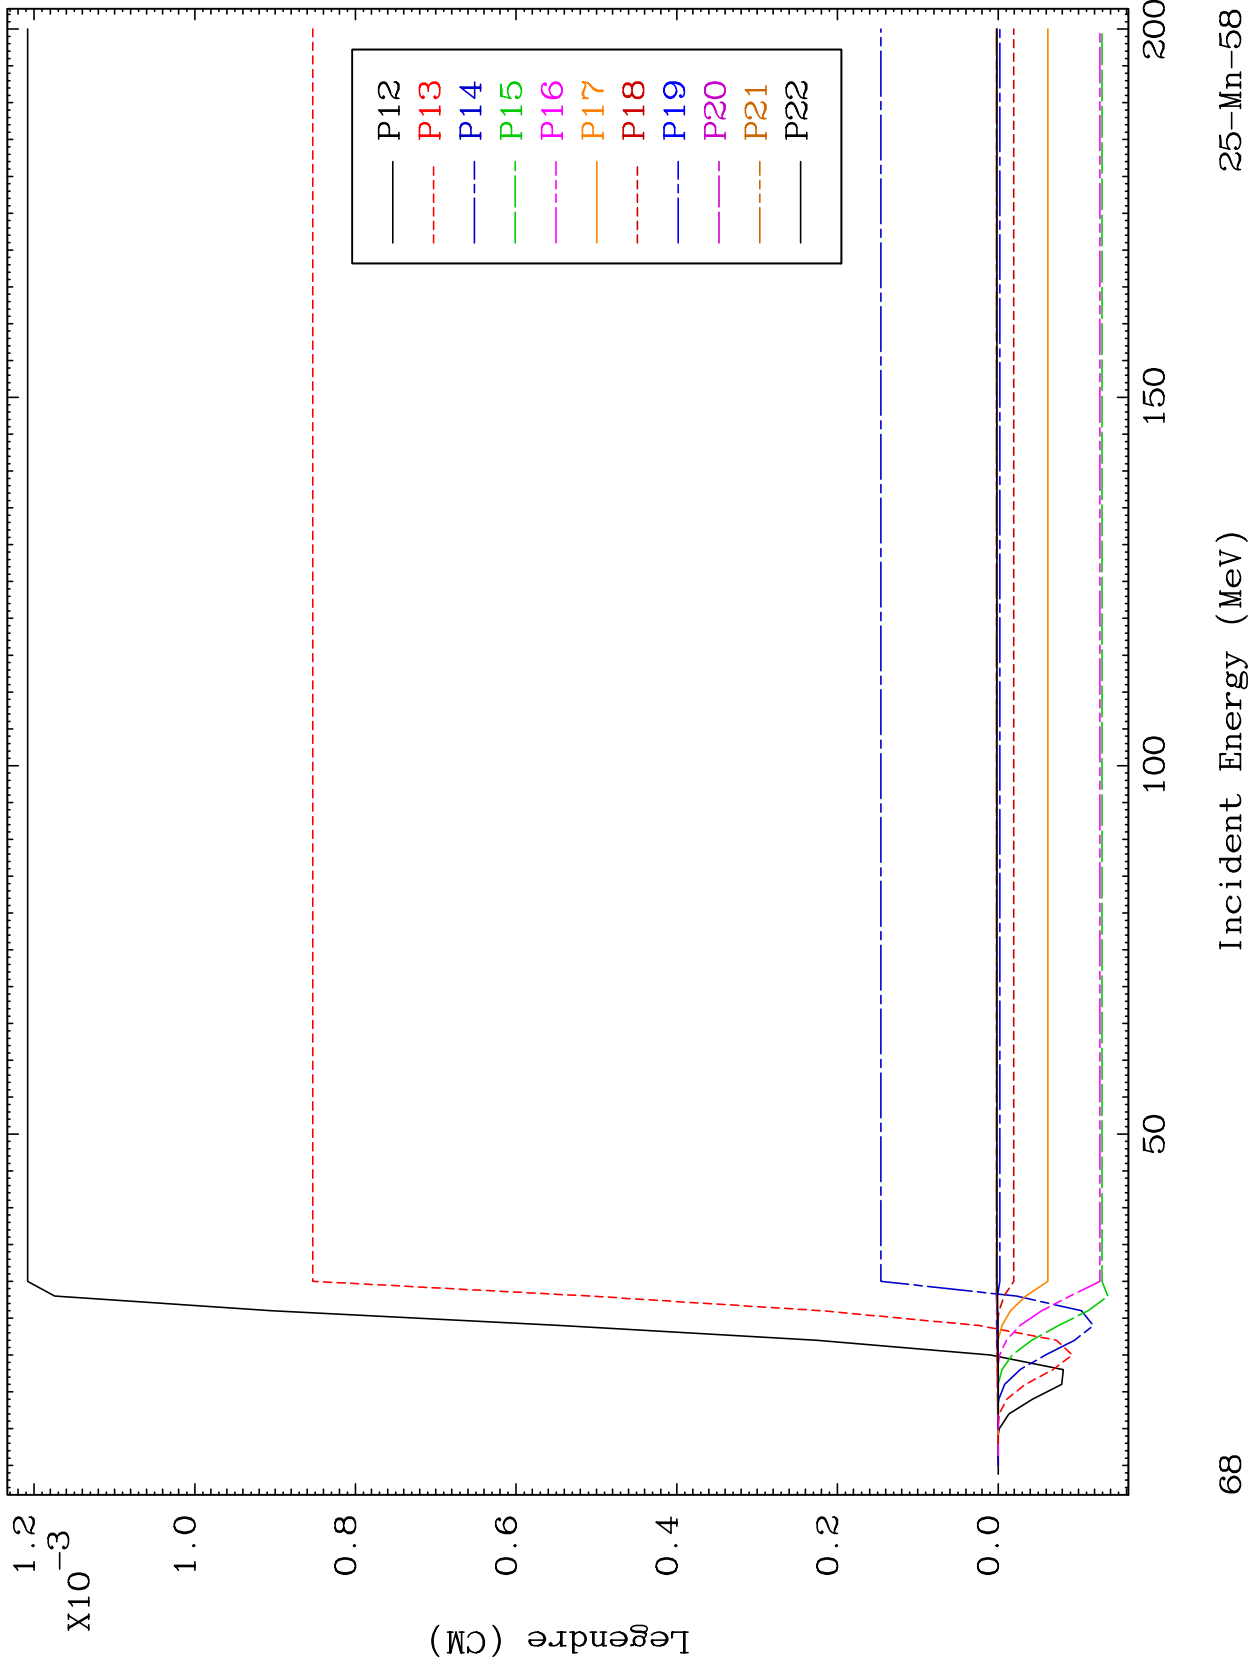 1.2
X10 -3
1.0
0.8
0.6
0.4
0.2
0.0
Legendre (CM)
P12
P13
P14
P15
P16
P17
P18
P19
P20
P21
P22
50
100
150
200
Incident Energy (MeV)
68
25-Mn-58